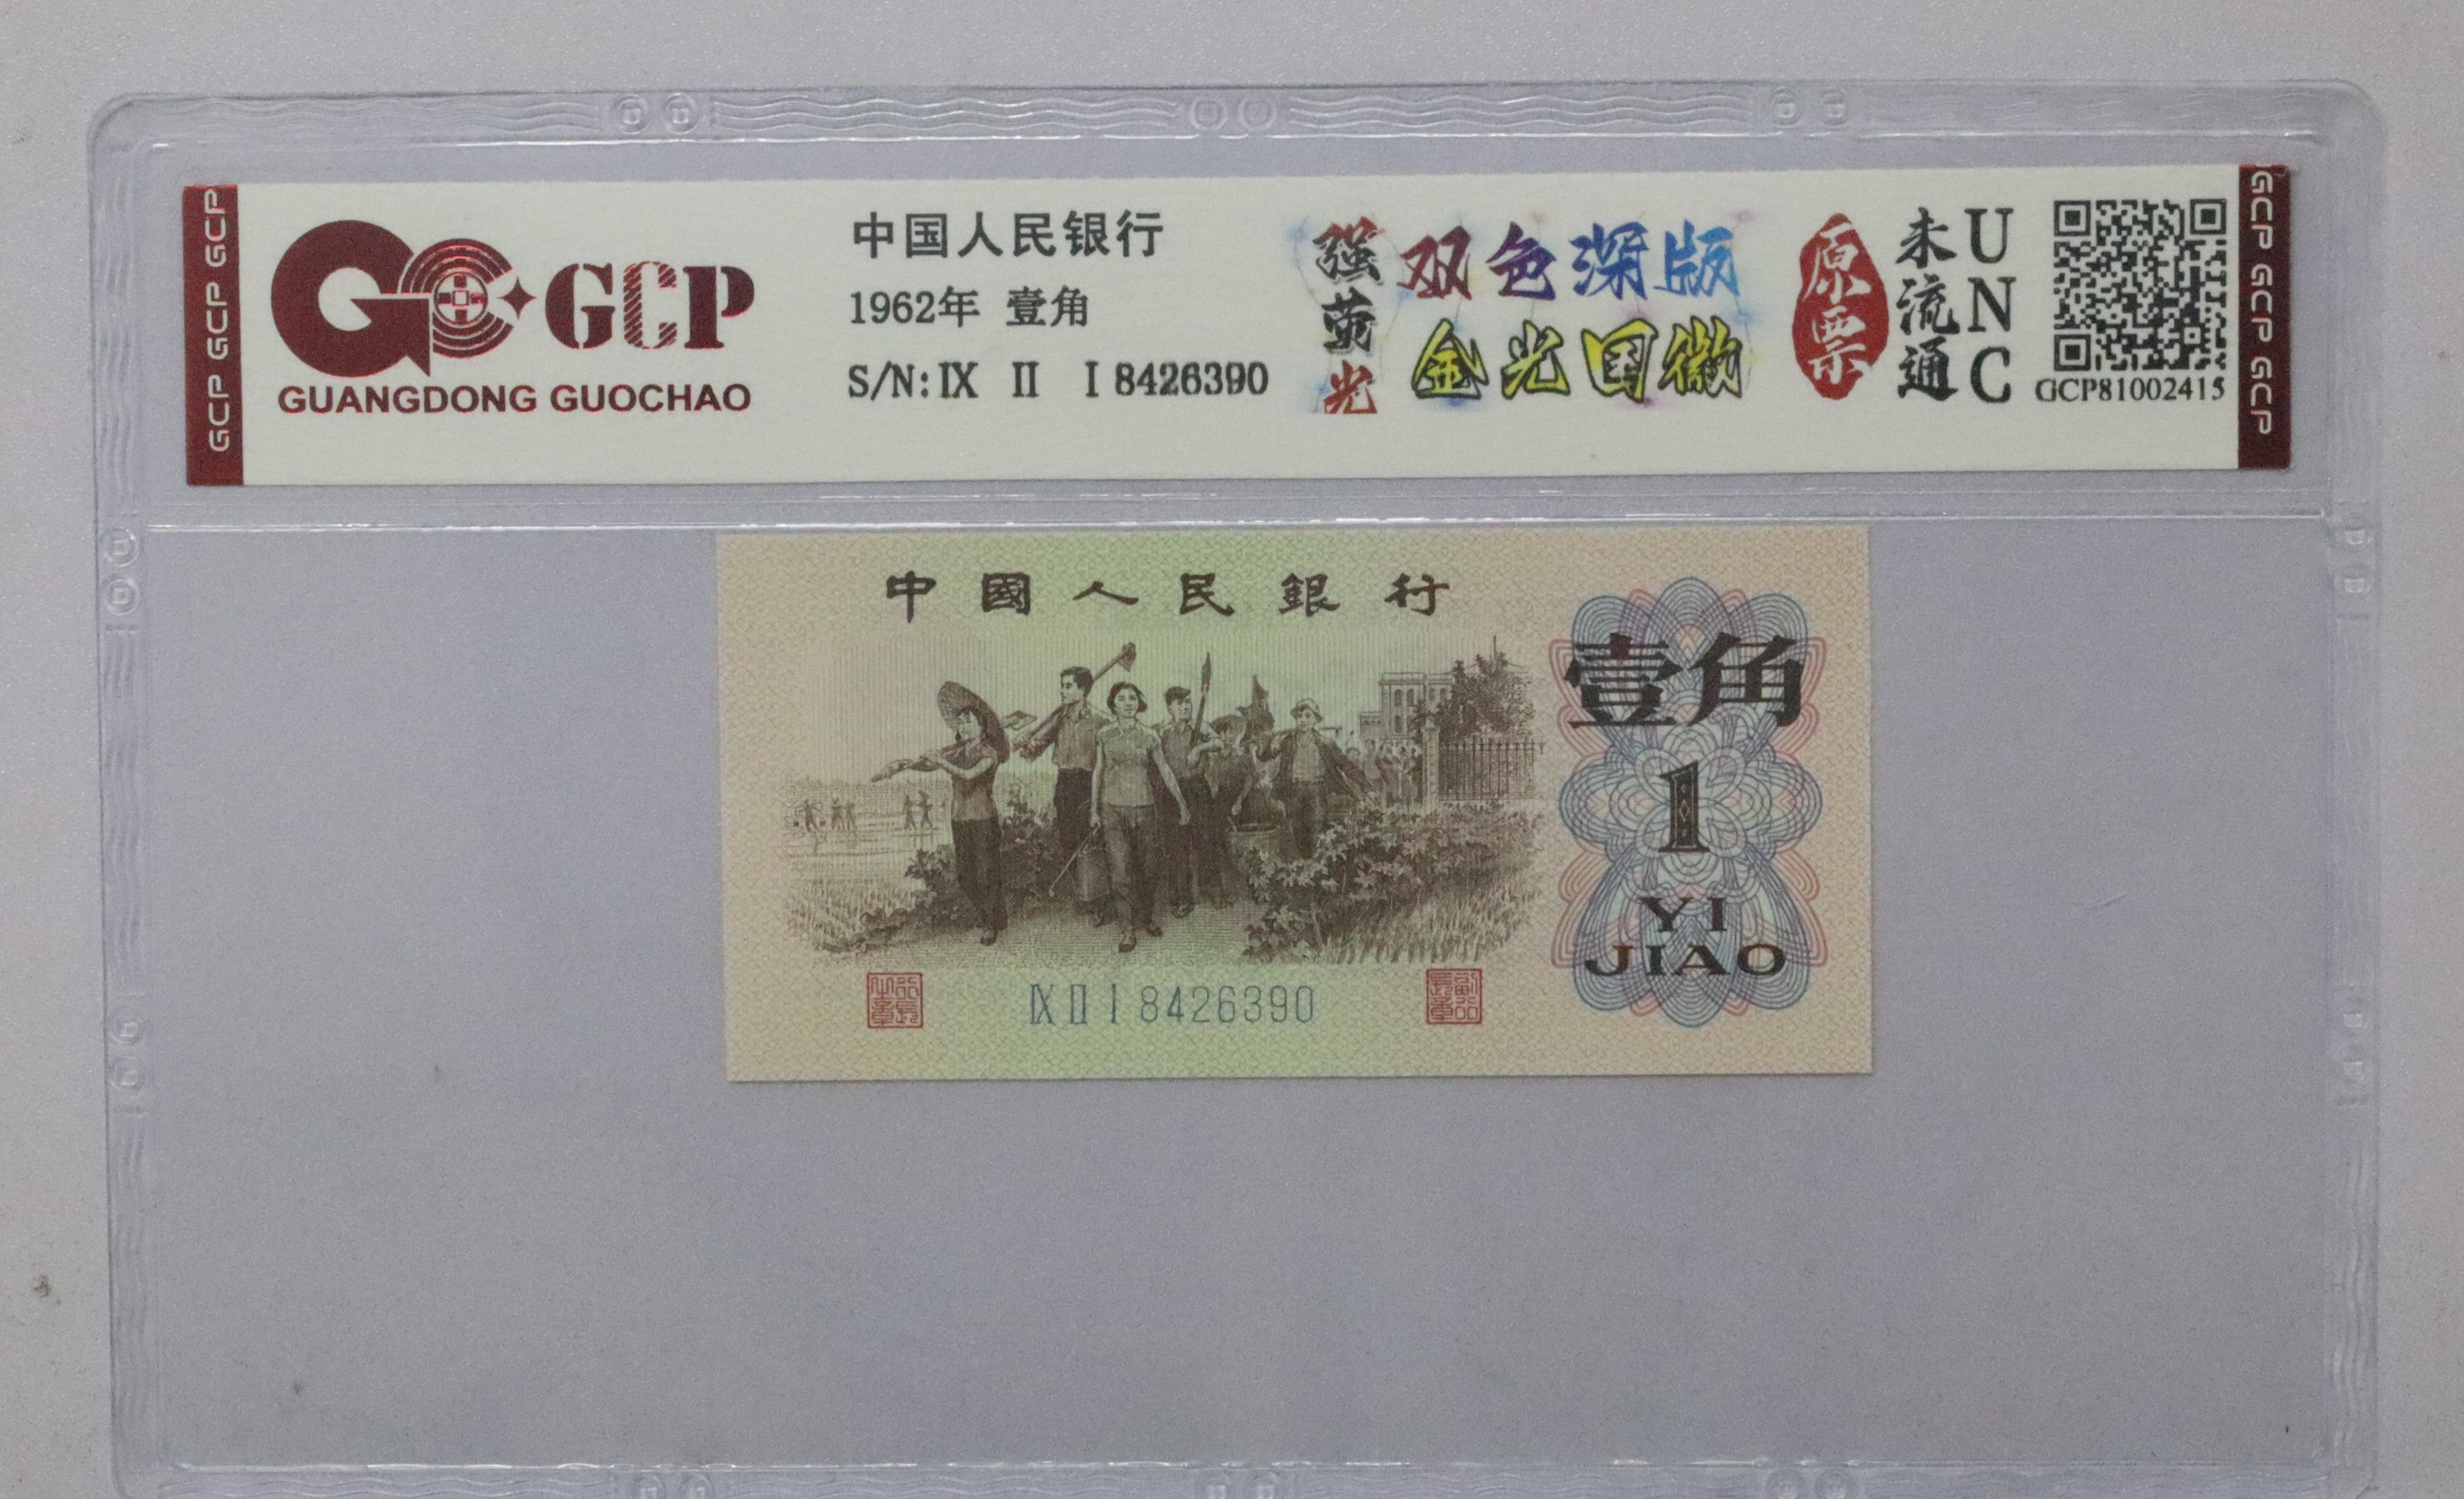 GCP GCP GCP
GCP
GUANGDONG GUOCHAO
中国人民银行
1962年 壹角
S/N: IX II I 8426390
强荧光
双色深版
金光国徽
原票
未流通
UNC
GCP81002415
GCP GCP GCP
中國人民銀行
壹角
1
YI
JIAO
IX II I 8426390